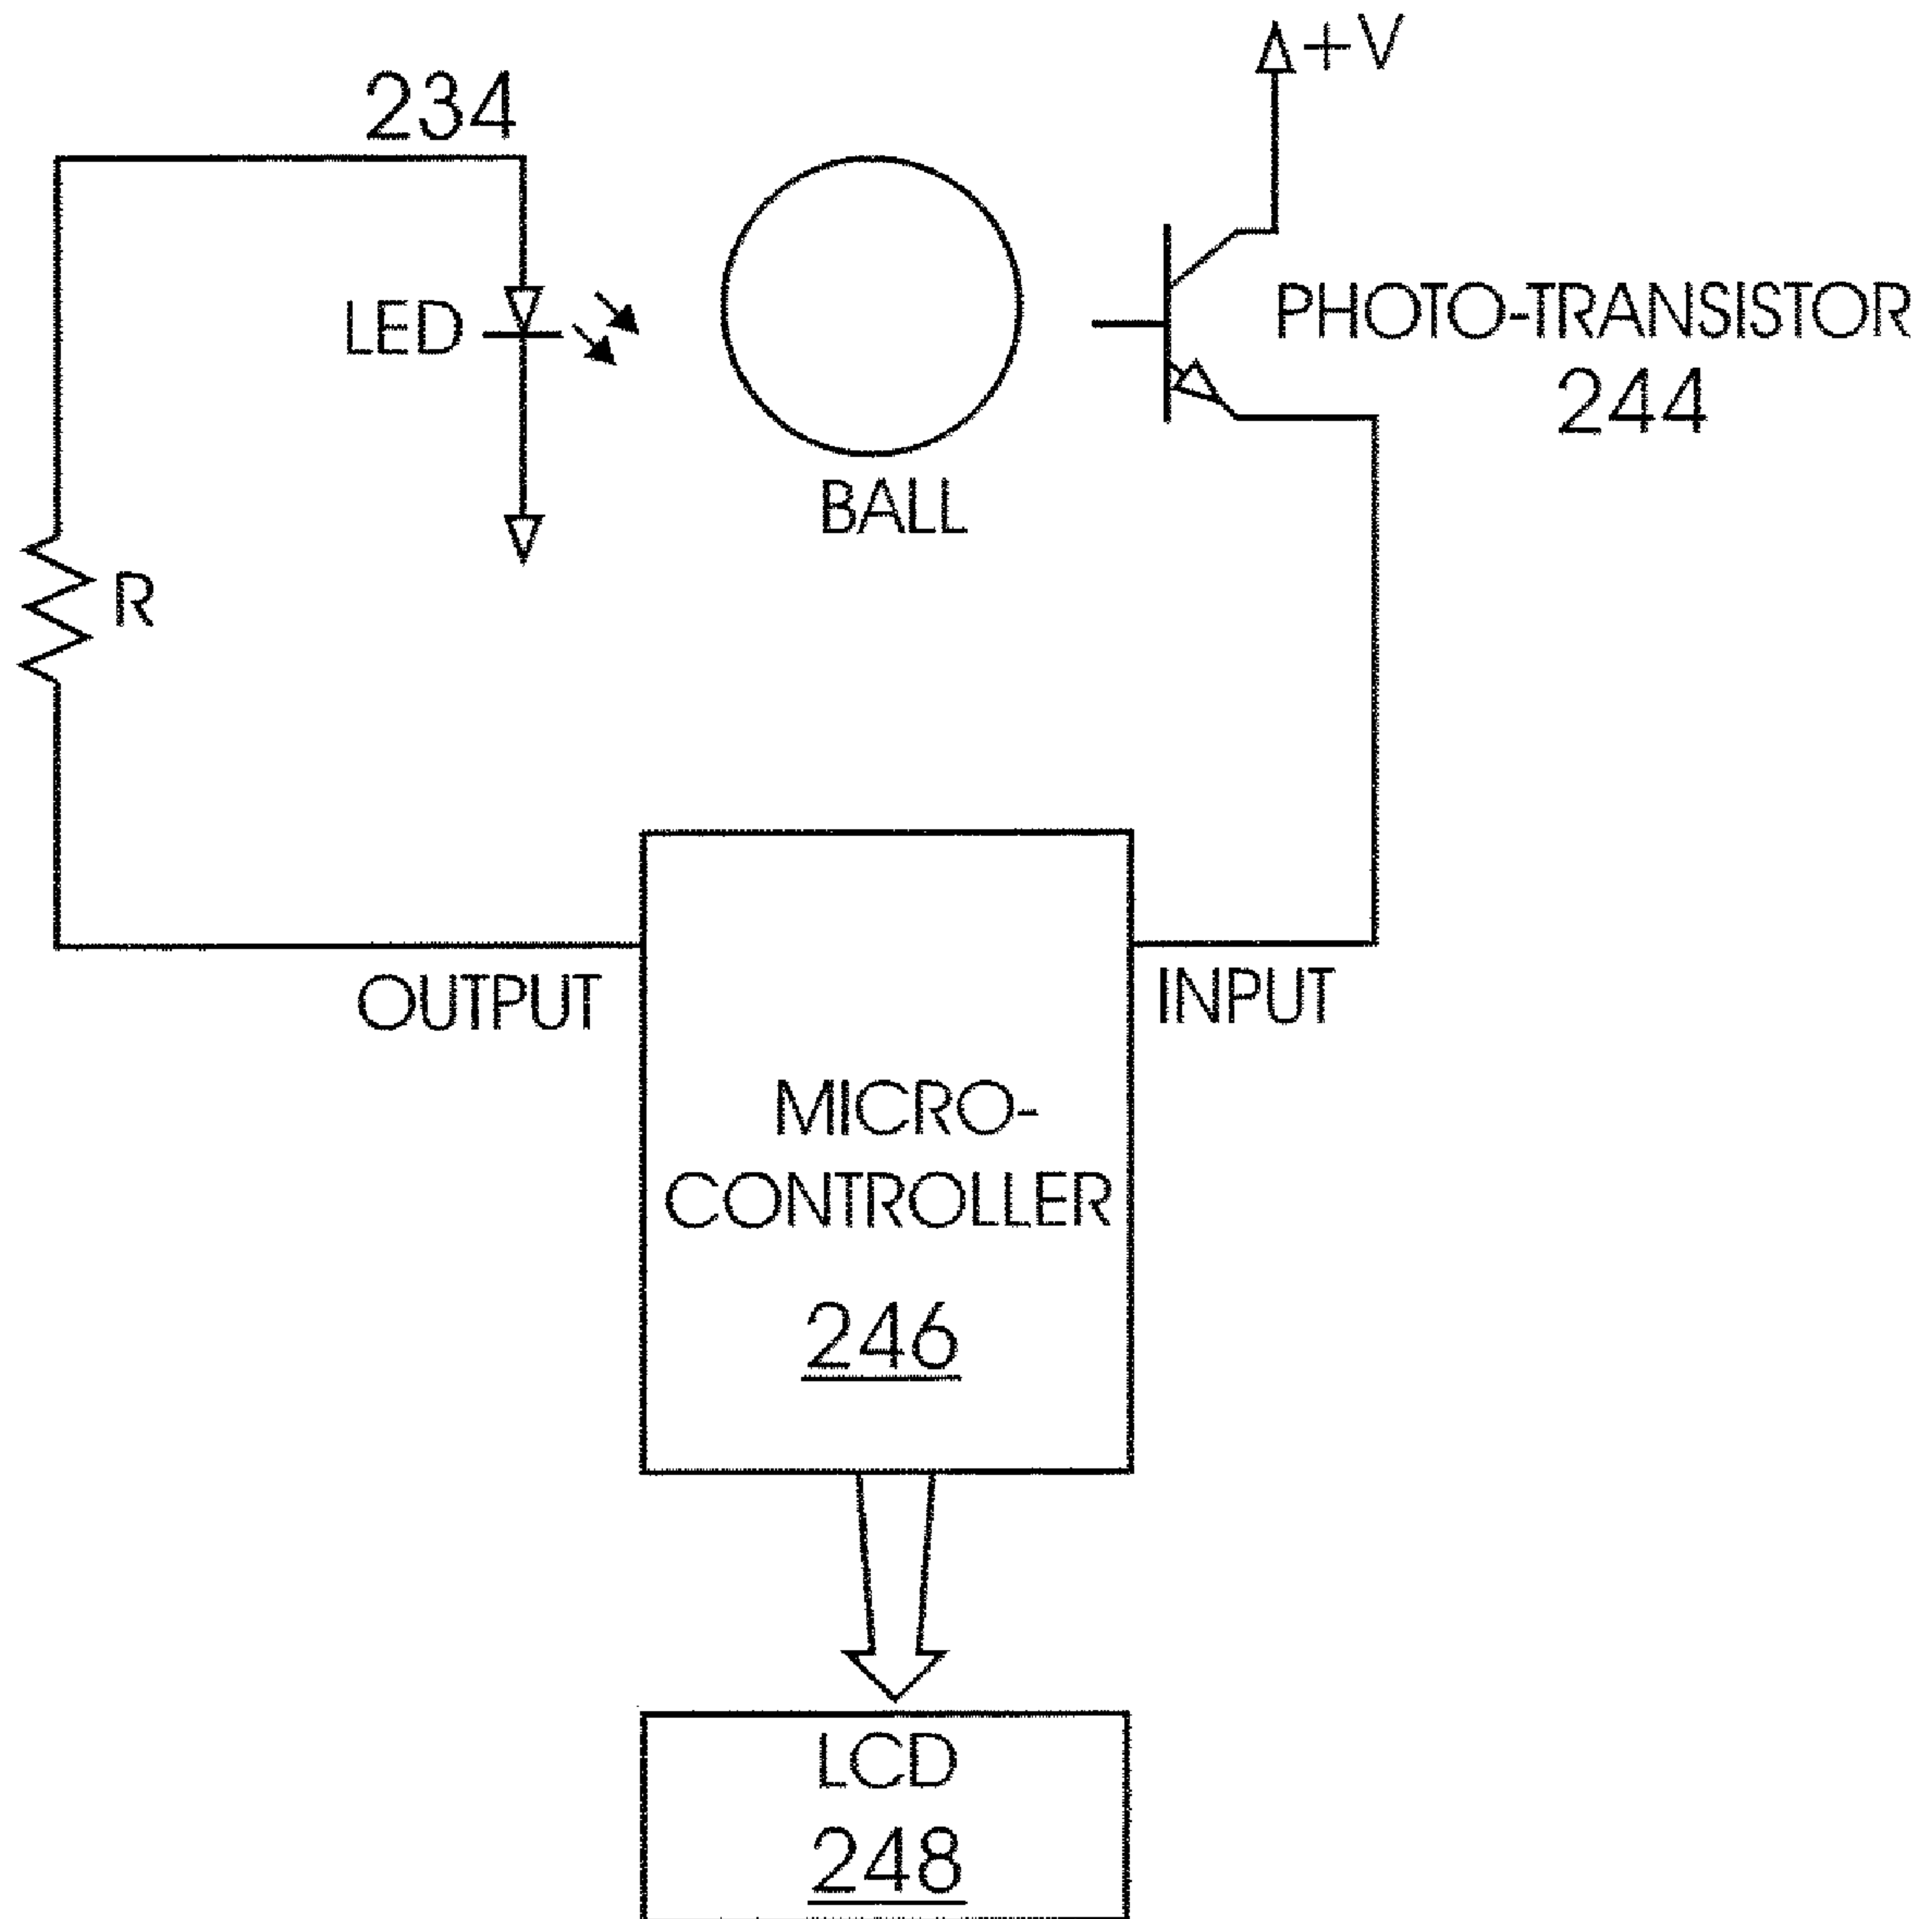 +V
234
LED
PHOTO-TRANSISTOR
244
BALL
R
OUTPUT
INPUT
MICRO-
CONTROLLER
246
LCD
248